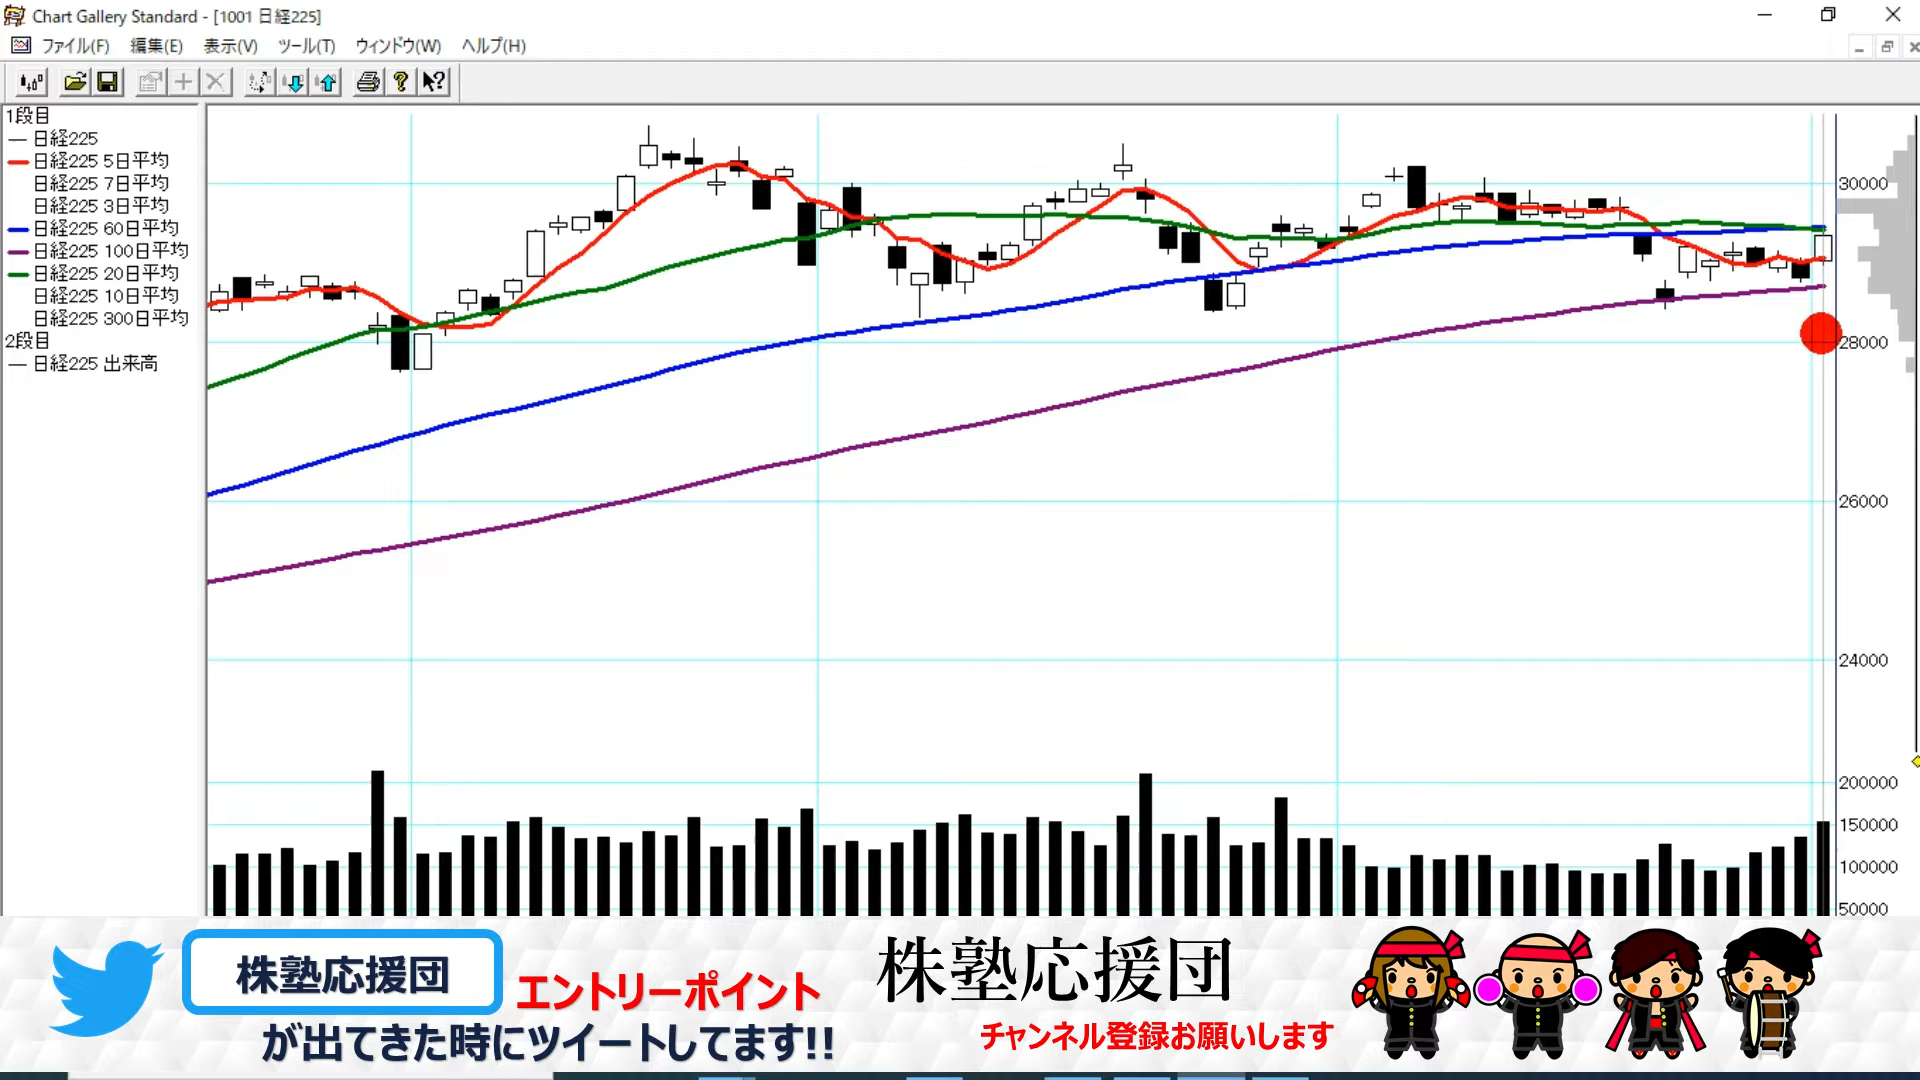 Chart Gallery Standard - [1001 日経225]
ファイル(F) 編集(E) 表示(V) ツール(T) ウィンドウ(W) ヘルプ(H)
1段目
日経225
日経225 5日平均
日経225 7日平均
日経225 3日平均
日経225 60日平均
日経225 100日平均
日経225 20日平均
日経225 10日平均
日経225 300日平均
2段目
日経225 出来高
30000
28000
26000
24000
200000
150000
100000
50000
株塾応援団
エントリーポイント
が出てきた時にツイートしてます!!
株塾応援団
チャンネル登録お願いします